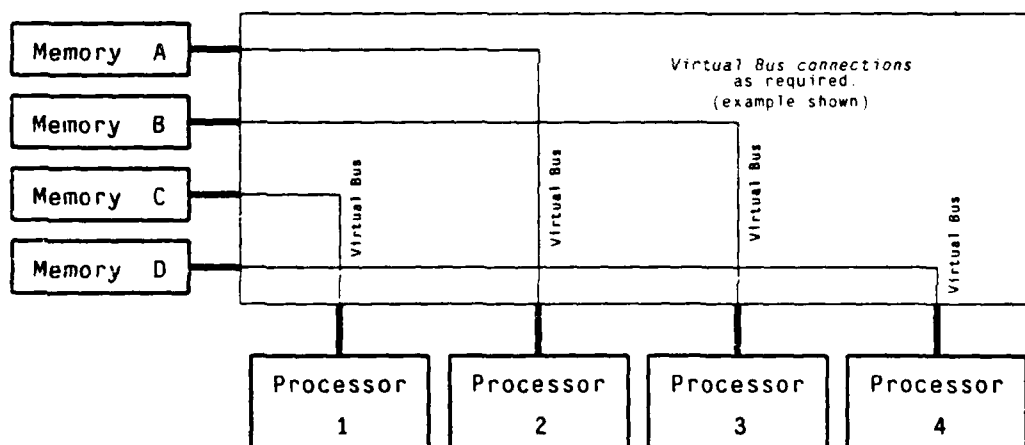 Memory A
Memory B
Memory C
Memory D
Virtual Bus connections
as required.
(example shown)
Virtual Bus
Virtual Bus
Virtual Bus
Virtual Bus
Processor
1
Processor
2
Processor
3
Processor
4